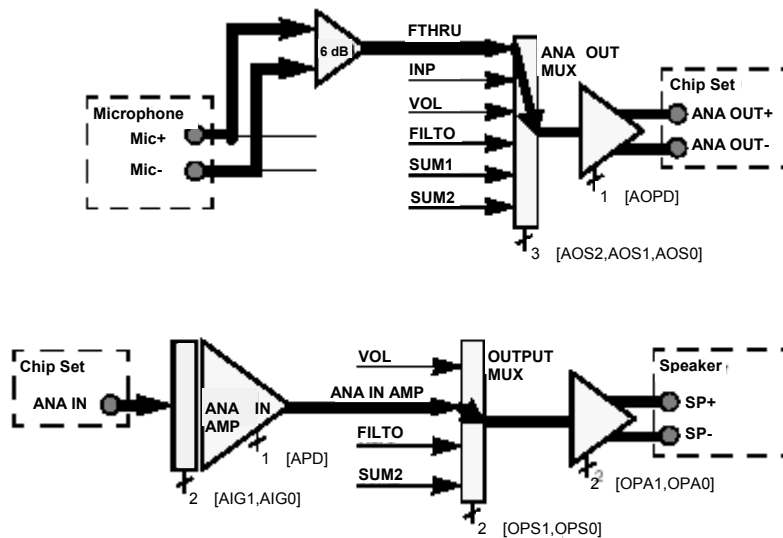 FTHRU
6 dB
ANA OUT
MUX
INP
Chip Set
VOL
ANA OUT+
Microphone
Mic+
FILTO
ANA OUT-
Mic-
SUM1
1 [AOPD]
SUM2
3 [AOS2,AOS1,AOS0]
VOL
OUTPUT
MUX
Chip Set
Speaker
ANA IN
ANA IN
AMP
ANA IN AMP
SP+
FILTO
SP-
1 [APD]
SUM2
2 [OPA1,OPA0]
2 [AIG1,AIG0]
2 [OPS1,OPS0]